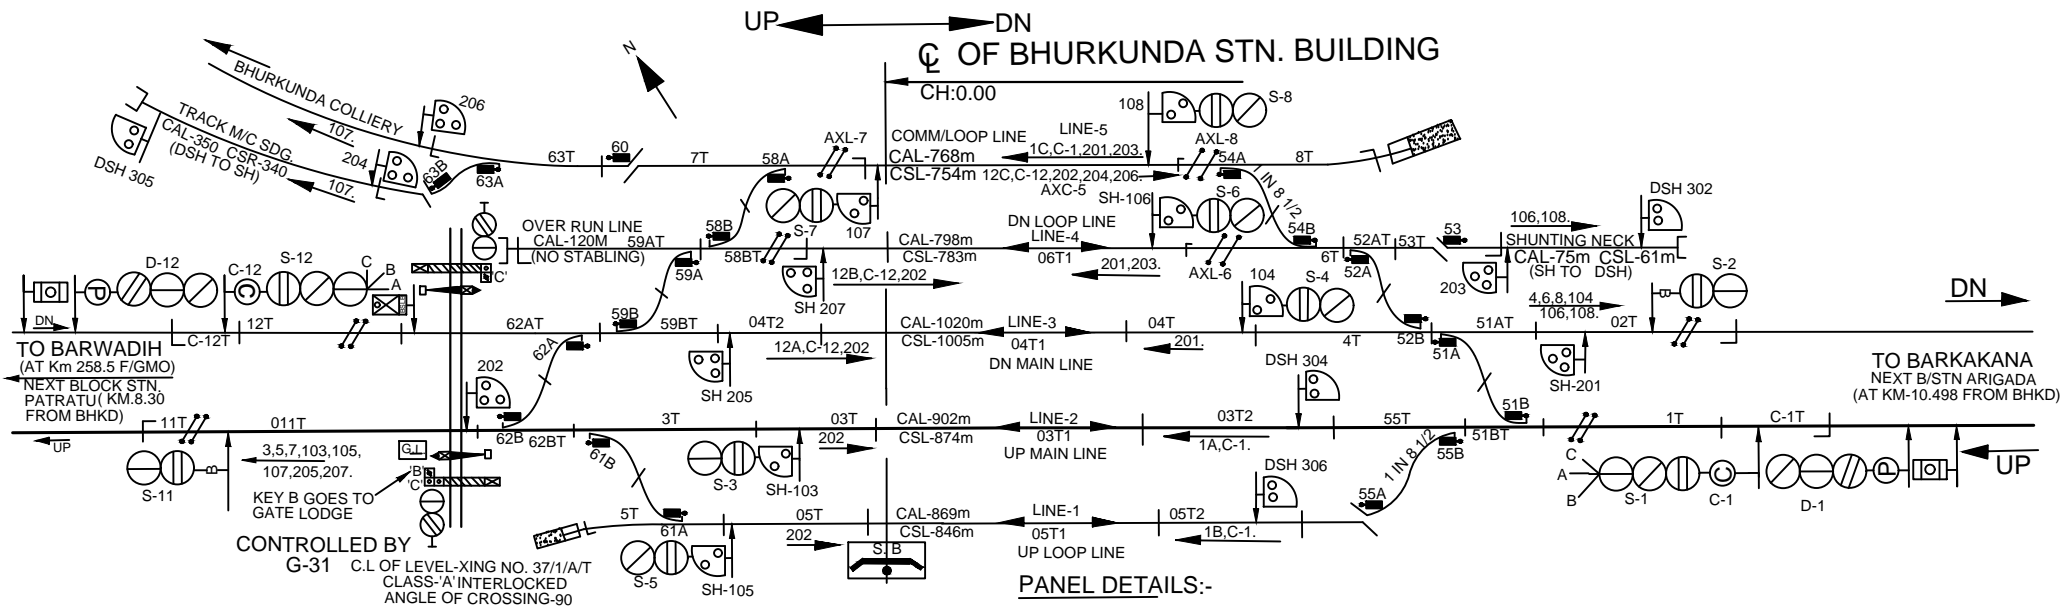 UP
DN
℄ OF BHURKUNDA STN. BUILDING
CH:0.00
N
BHURKUNDA COLLIERY
107.
TRACK M/C SDG.
CAL-350 CSR-340
(DSH TO SH)
107.
DSH 305
204
206
63B
63A
63T
60
7T
58A
AXL-7
COMM/LOOP LINE
LINE-5
1C,C-1,201,203.
CAL-768m
CSL-754m
12C,C-12,202,204,206.
AXC-5
108
S-8
AXL-8
54A
8T
1 IN 8 1/2
OVER RUN LINE
CAL-120M
(NO STABLING)
59AT
58B
58BT
S-7
107
DN LOOP LINE
CAL-798m
CSL-783m
LINE-4
06T1
SH-106
S-6
201,203.
AXL-6
54B
6T
52AT
52A
53T
53
106,108.
DSH 302
SHUNTING NECK
CAL-75m CSL-61m
(SH TO DSH)
203
D-12
C-12
C
S-12
C
B
A
BSLB
'C'
P
59A
SH 207
12B,C-12,202
104
S-4
4,6,8,104
106,108.
B
S-2
DN
DN
C-12T
12T
62AT
59B
59BT
04T2
CAL-1020m
CSL-1005m
LINE-3
04T1
DN MAIN LINE
04T
201.
4T
52B
51A
51AT
02T
TO BARWADIH
(AT Km 258.5 F/GMO)
NEXT BLOCK STN.
PATRATU( KM.8.30
FROM BHKD)
62A
202
SH 205
12A,C-12,202
DSH 304
SH-201
TO BARKAKANA
NEXT B/STN ARIGADA
(AT KM-10.498 FROM BHKD)
11T
011T
62B
62BT
3T
03T
CAL-902m
CSL-874m
LINE-2
03T1
UP MAIN LINE
03T2
1A,C-1.
55T
51B
51BT
1T
C-1T
UP
S-11
B
3,5,7,103,105,
107,205,207.
G.L
'B'
'C'
KEY B GOES TO
GATE LODGE
61B
S-3
SH-103
202
DSH 306
1 IN 8 1/2
55B
55A
C
A
B
S-1
C
C-1
D-1
P
UP
5T
61A
05T
202
CAL-869m
CSL-846m
LINE-1
05T1
UP LOOP LINE
05T2
1B,C-1.
S-5
SH-105
S. B
CONTROLLED BY
G-31
C.L OF LEVEL-XING NO. 37/1/A/T
CLASS-'A' INTERLOCKED
ANGLE OF CROSSING-90
PANEL DETAILS:-